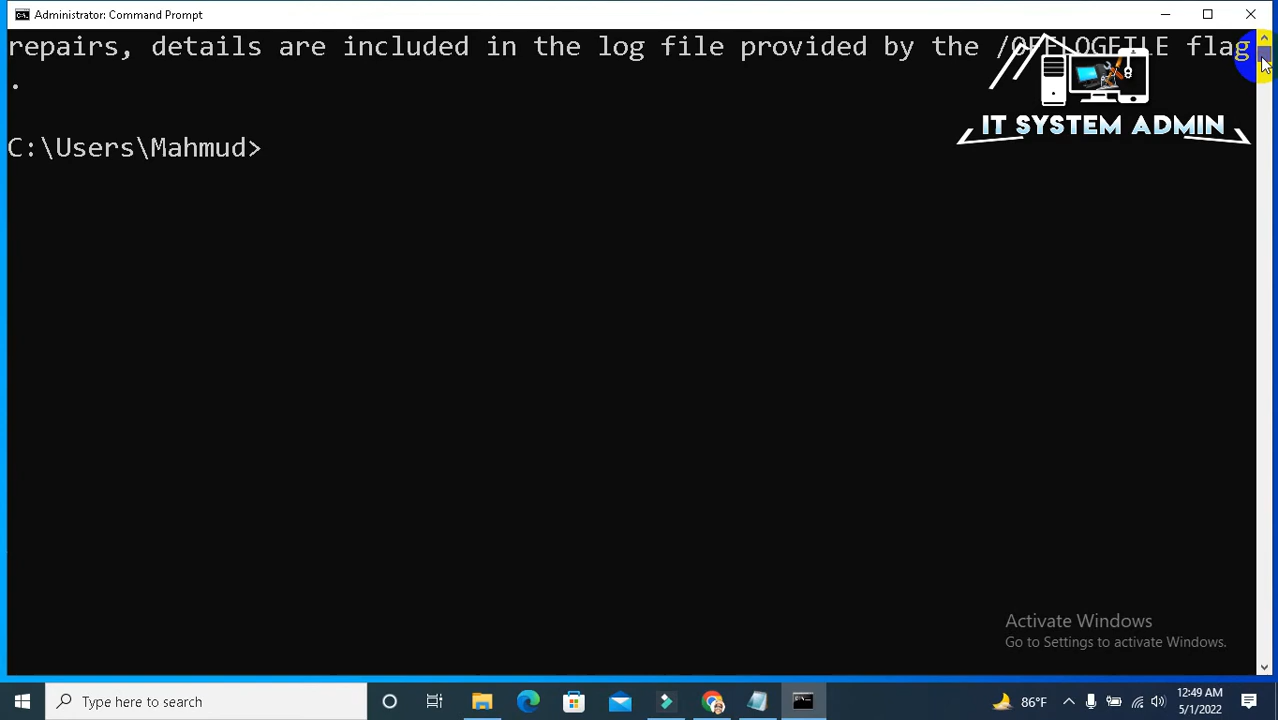 Administrator: Command Prompt
repairs, details are included in the log file provided by the /OFFLOGFILE flag
.
IT SYSTEM ADMIN
C:\Users\Mahmud>
Activate Windows
Go to Settings to activate Windows.
Type here to search
86°F
12:49 AM
5/1/2022